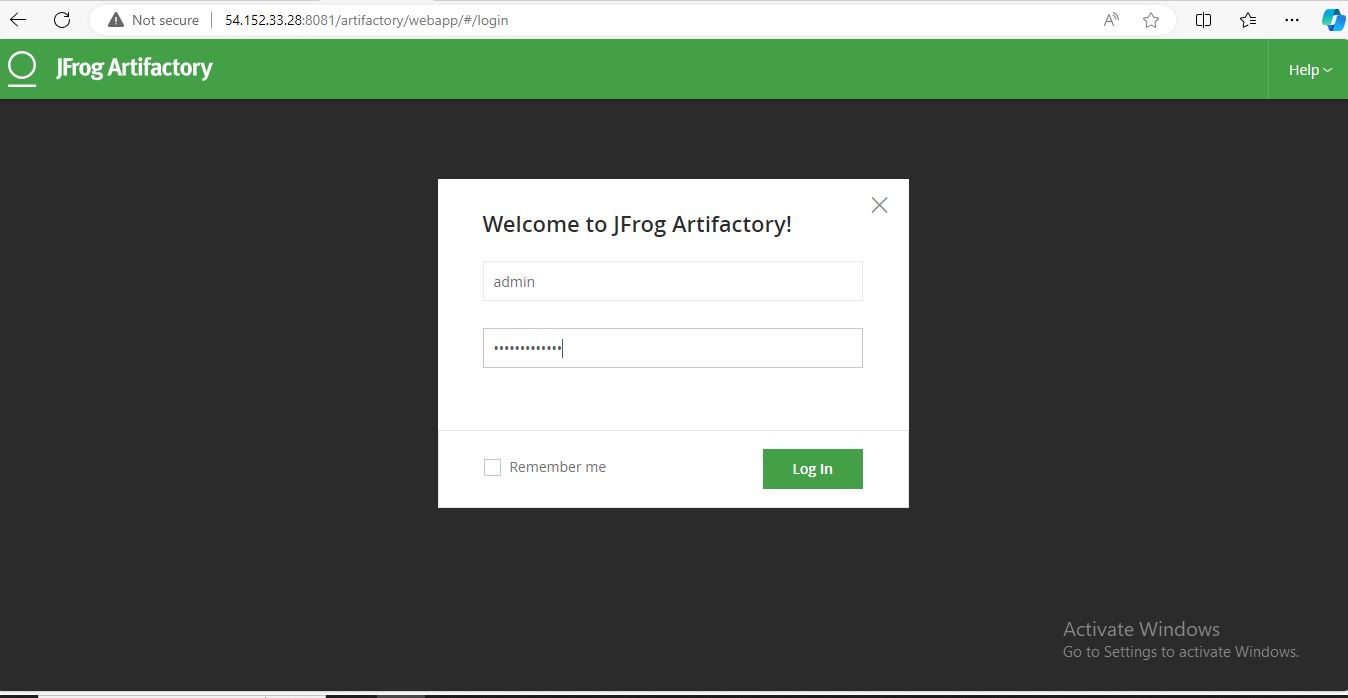 Not secure 54.152.33.28:8081/artifactory/webapp/#/login
JFrog Artifactory
Help
Welcome to JFrog Artifactory!
admin
•••••••••••••
Remember me
Log In
Activate Windows
Go to Settings to activate Windows.